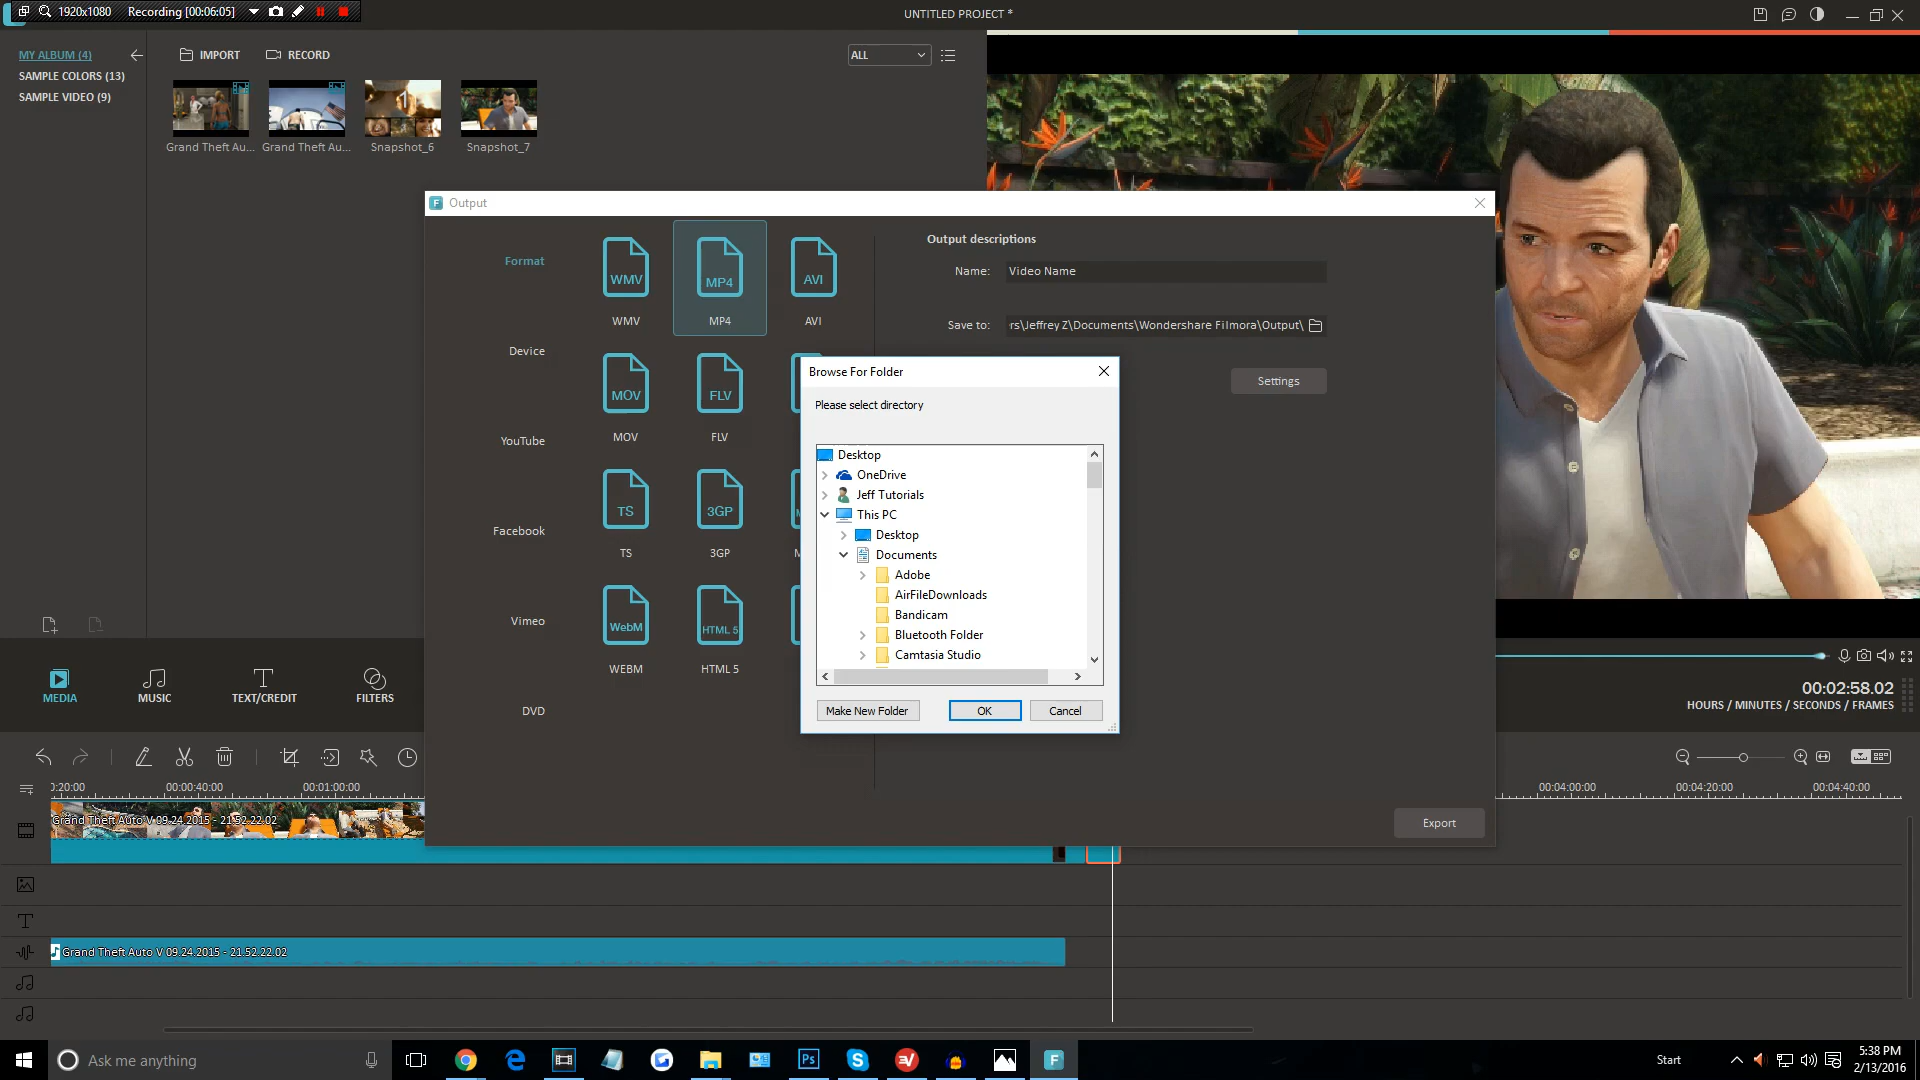 1920x1080 Recording [00:06:05]
UNTITLED PROJECT *
MY ALBUM (4)
SAMPLE COLORS (13)
SAMPLE VIDEO (9)
IMPORT RECORD
ALL
Grand Theft Au... Grand Theft Au... Snapshot_6 Snapshot_7
F Output
Format
Device
YouTube
Facebook
Vimeo
DVD
WMV MP4 AVI
WMV MP4 AVI
MOV FLV
MOV FLV
TS 3GP
TS 3GP
WebM HTML 5
WEBM HTML 5
Output descriptions
Name: Video Name
Save to: rs\Jeffrey Z\Documents\Wondershare Filmora\Output\
Settings
Export
Browse For Folder
Please select directory
Desktop
OneDrive
Jeff Tutorials
This PC
Desktop
Documents
Adobe
AirFileDownloads
Bandicam
Bluetooth Folder
Camtasia Studio
Make New Folder OK Cancel
MEDIA MUSIC TEXT/CREDIT FILTERS
00:02:58.02
HOURS / MINUTES / SECONDS / FRAMES
0:20:00 00:00:40:00 00:01:00:00 00:04:00:00 00:04:20:00 00:04:40:00
Grand Theft Auto V 09.24.2015 - 21.52.22.02
Grand Theft Auto V 09.24.2015 - 21.52.22.02
Ask me anything
Ps
F
Start
5:38 PM
2/13/2016